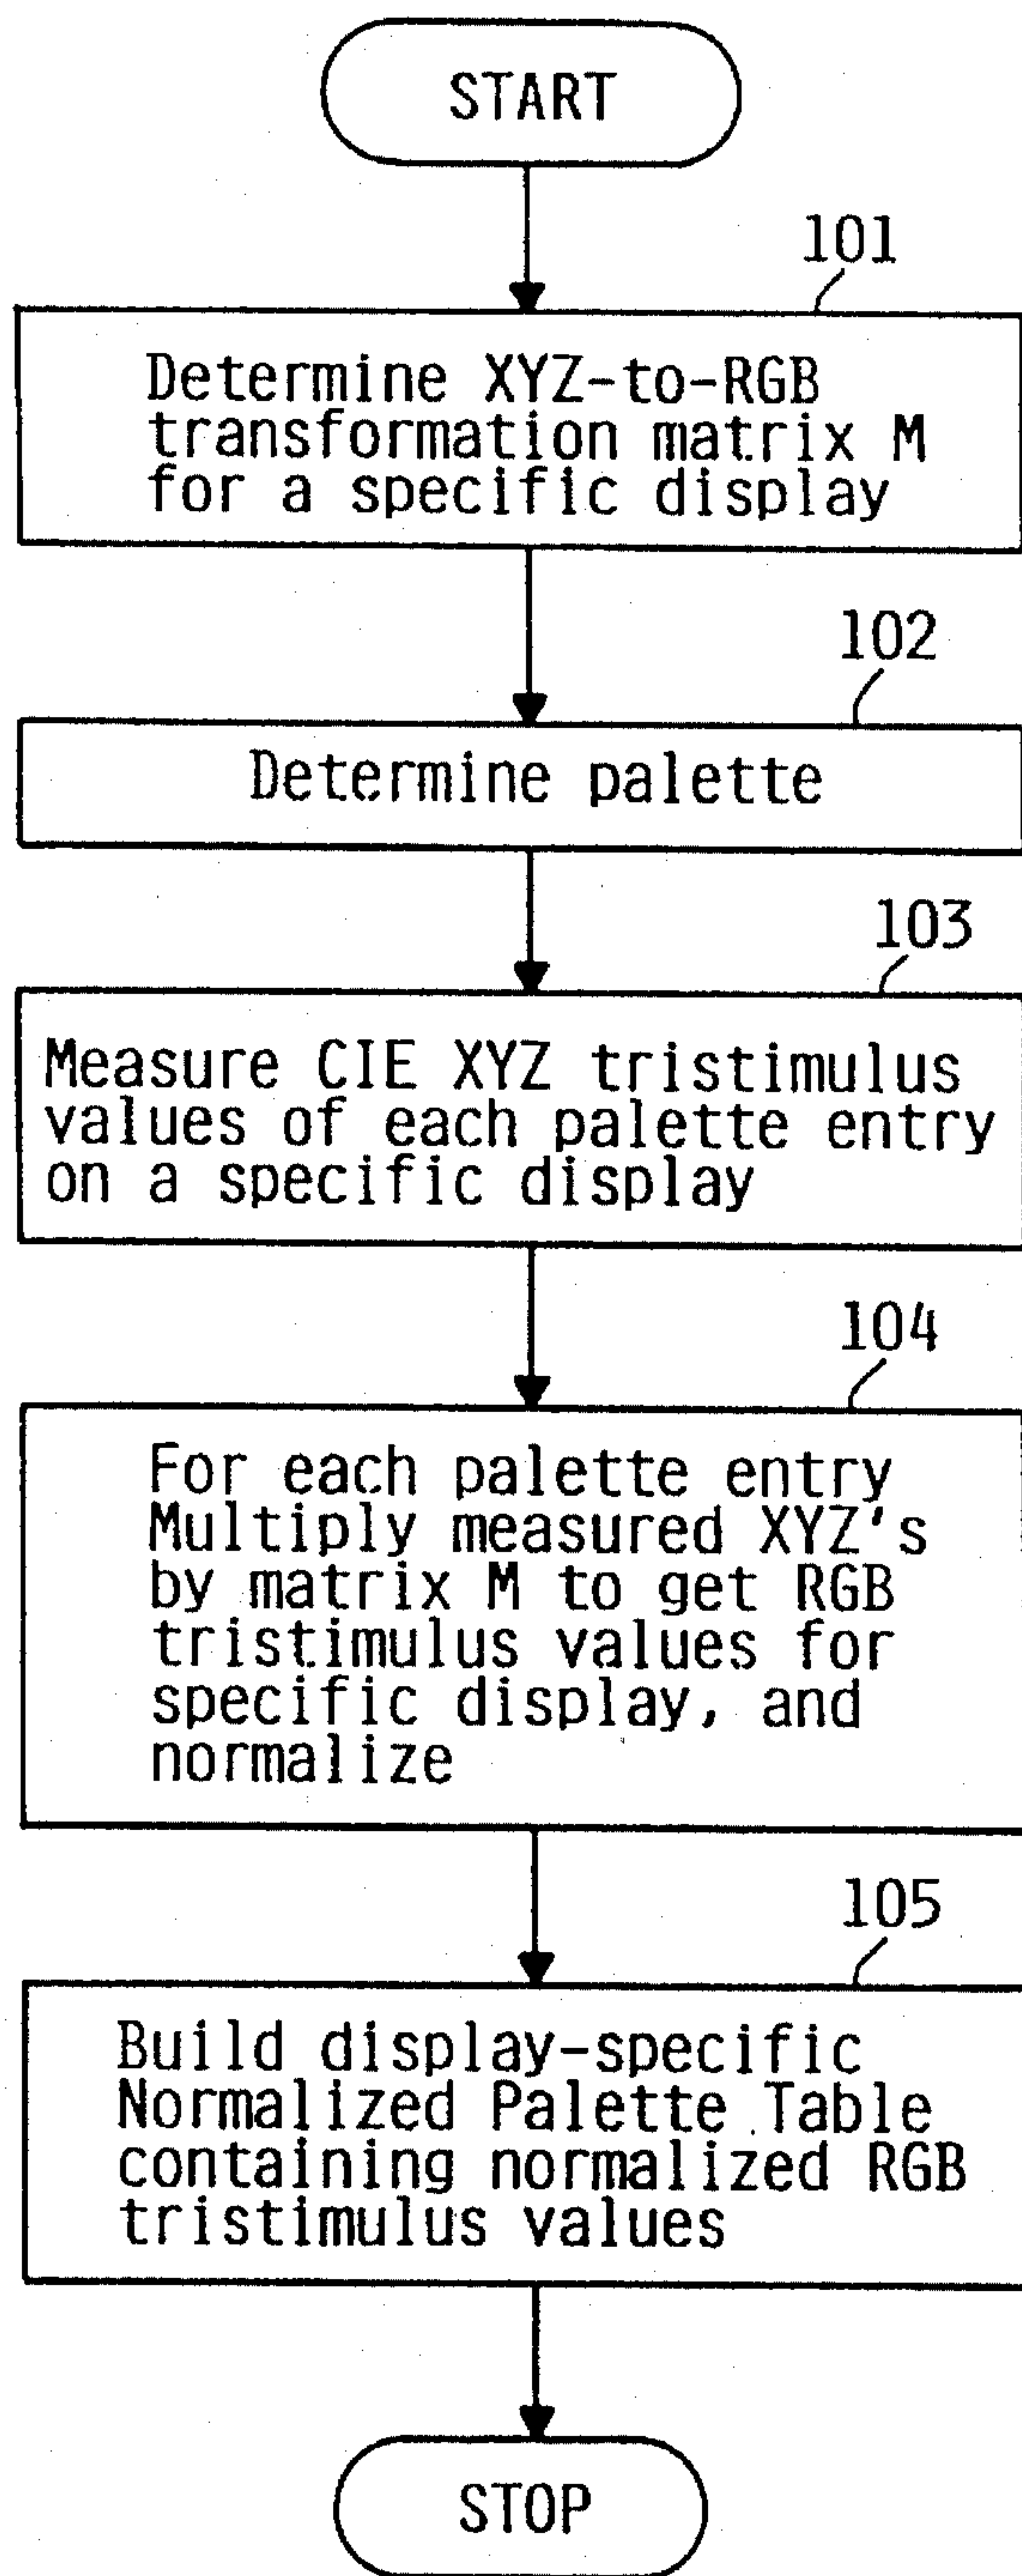 START
101
Determine XYZ-to-RGB
transformation matrix M
for a specific display
102
Determine palette
103
Measure CIE XYZ tristimulus
values of each palette entry
on a specific display
104
For each palette entry
Multiply measured XYZ's
by matrix M to get RGB
tristimulus values for
specific display, and
normalize
105
Build display-specific
Normalized Palette Table
containing normalized RGB
tristimulus values
STOP